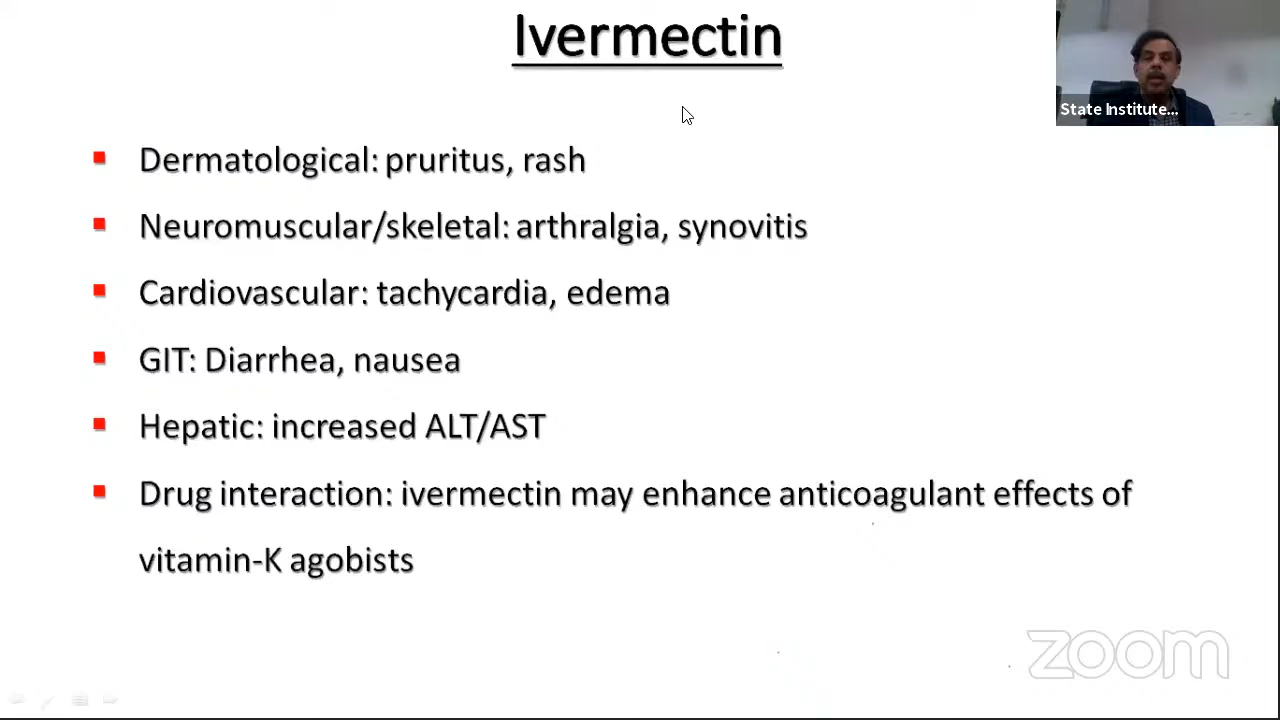 Ivermectin
State Institute...
Dermatological: pruritus, rash
Neuromuscular/skeletal: arthralgia, synovitis
Cardiovascular: tachycardia, edema
GIT: Diarrhea, nausea
Hepatic: increased ALT/AST
Drug interaction: ivermectin may enhance anticoagulant effects of
vitamin-K agobists
zoom